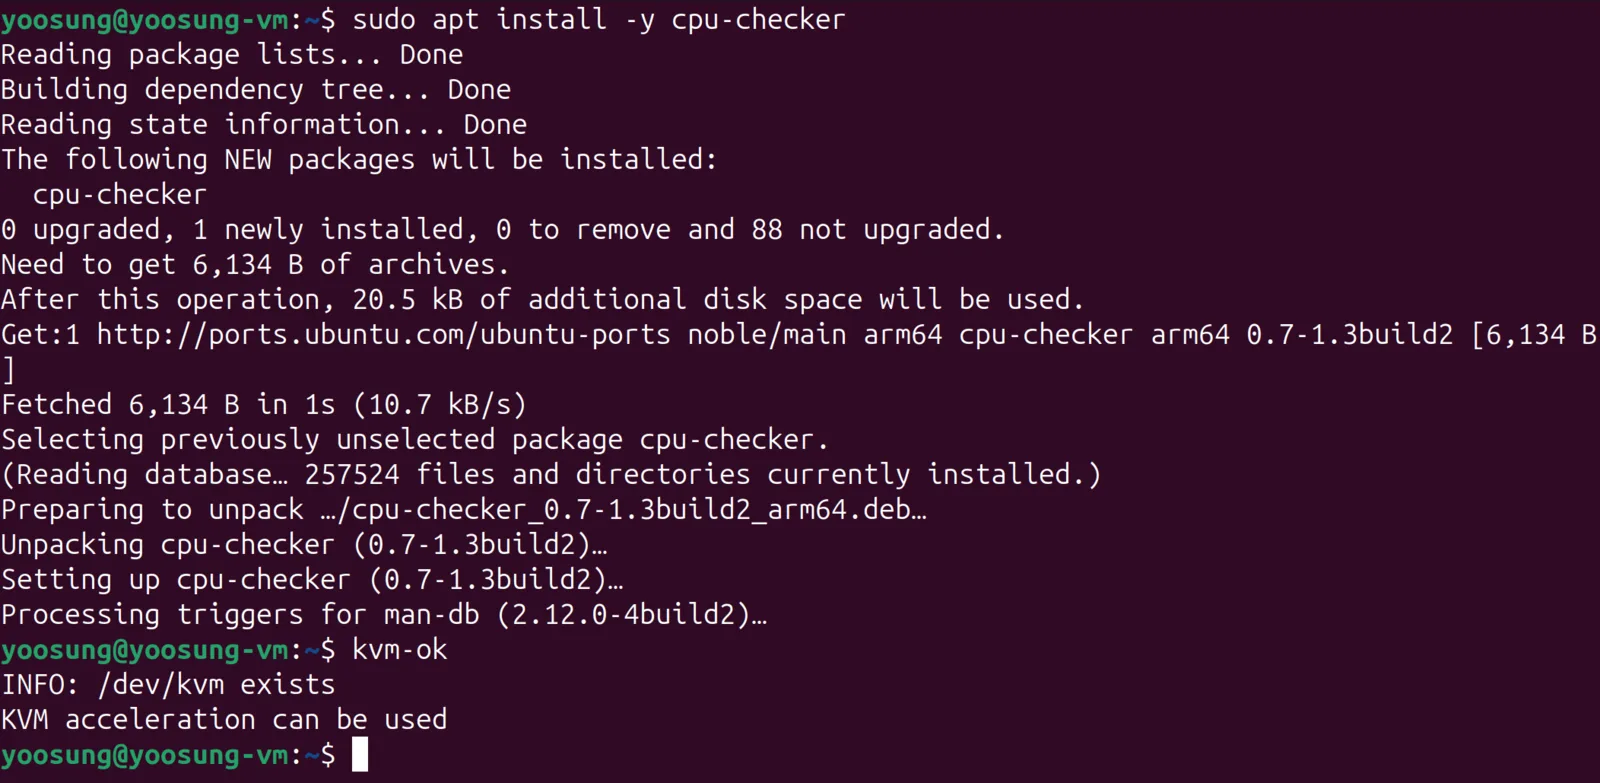 yoosung@yoosung-vm:~$ sudo apt install -y cpu-checker
Reading package lists... Done
Building dependency tree... Done
Reading state information... Done
The following NEW packages will be installed:
  cpu-checker
0 upgraded, 1 newly installed, 0 to remove and 88 not upgraded.
Need to get 6,134 B of archives.
After this operation, 20.5 kB of additional disk space will be used.
Get:1 http://ports.ubuntu.com/ubuntu-ports noble/main arm64 cpu-checker arm64 0.7-1.3build2 [6,134 B
]
Fetched 6,134 B in 1s (10.7 kB/s)
Selecting previously unselected package cpu-checker.
(Reading database… 257524 files and directories currently installed.)
Preparing to unpack …/cpu-checker_0.7-1.3build2_arm64.deb…
Unpacking cpu-checker (0.7-1.3build2)…
Setting up cpu-checker (0.7-1.3build2)…
Processing triggers for man-db (2.12.0-4build2)…
yoosung@yoosung-vm:~$ kvm-ok
INFO: /dev/kvm exists
KVM acceleration can be used
yoosung@yoosung-vm:~$